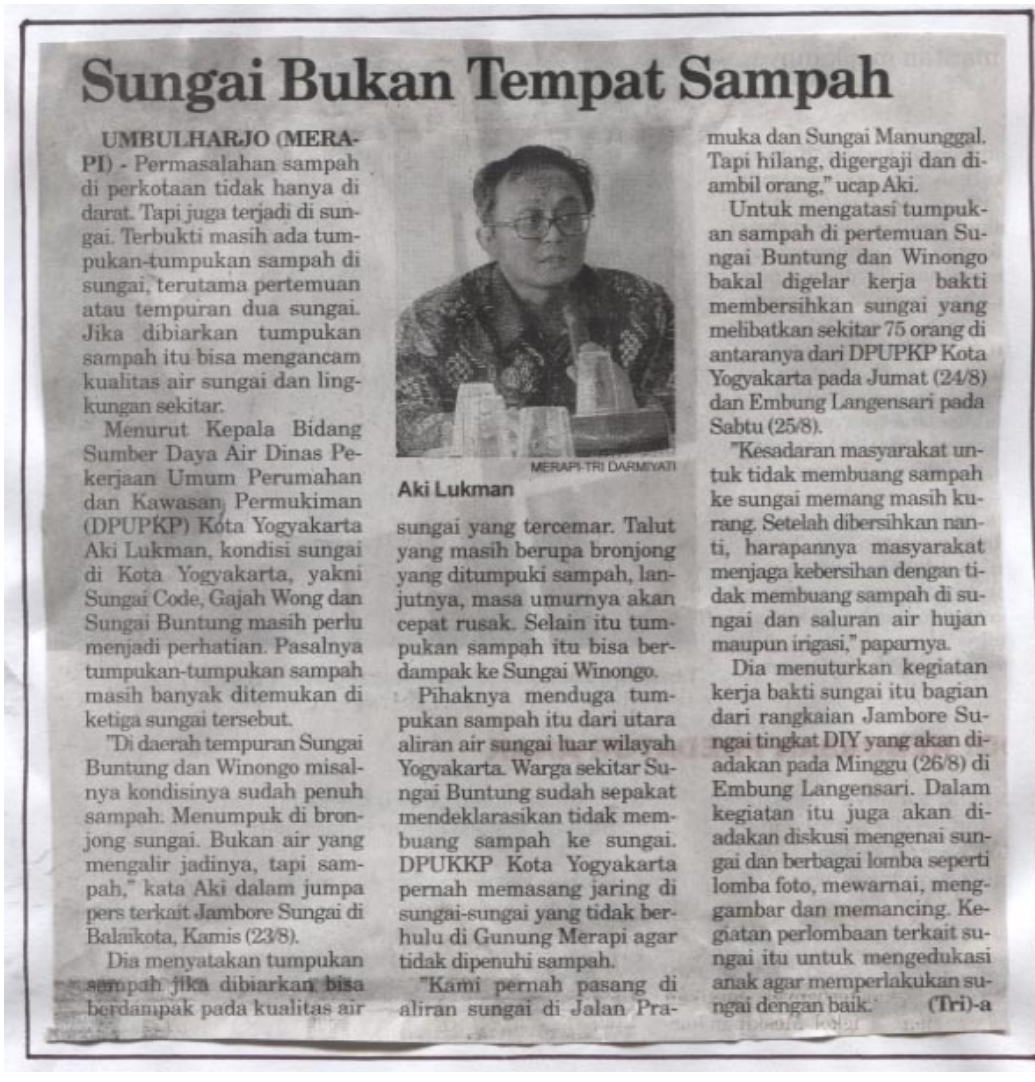 Sungai Bukan Tempat Sampah
UMBULHARJO (MERA-
PI) - Permasalahan sampah
di perkotaan tidak hanya di
darat. Tapi juga terjadi di sun-
gai. Terbukti masih ada tum-
pukan-tumpukan sampah di
sungai, terutama pertemuan
atau tempuran dua sungai.
Jika dibiarkan tumpukan
sampah itu bisa mengancam
kualitas air sungai dan ling-
kungan sekitar.
Menurut Kepala Bidang
Sumber Daya Air Dinas Pe-
kerjaan Umum Perumahan
dan Kawasan Permukiman
(DPUPKP) Kota Yogyakarta
Aki Lukman, kondisi sungai
di Kota Yogyakarta, yakni
Sungai Code, Gajah Wong dan
Sungai Buntung masih perlu
menjadi perhatian. Pasalnya
tumpukan-tumpukan sampah
masih banyak ditemukan di
ketiga sungai tersebut.
"Di daerah tempuran Sungai
Buntung dan Winongo misal-
nya kondisinya sudah penuh
sampah. Menumpuk di bron-
jong sungai. Bukan air yang
mengalir jadinya, tapi sam-
pah," kata Aki dalam jumpa
pers terkait Jambore Sungai di
Balaikota, Kamis (23/8).
Dia menyatakan tumpukan
sampah jika dibiarkan bisa
berdampak pada kualitas air
MERAPI-TRI DARMIYATI
Aki Lukman
sungai yang tercemar. Talut
yang masih berupa bronjong
yang ditumpuki sampah, lan-
jutnya, masa umurnya akan
cepat rusak. Selain itu tum-
pukan sampah itu bisa ber-
dampak ke Sungai Winongo.
Pihaknya menduga tum-
pukan sampah itu dari utara
aliran air sungai luar wilayah
Yogyakarta. Warga sekitar Su-
ngai Buntung sudah sepakat
mendeklarasikan tidak mem-
buang sampah ke sungai.
DPUKKP Kota Yogyakarta
pernah memasang jaring di
sungai-sungai yang tidak ber-
hulu di Gunung Merapi agar
tidak dipenuhi sampah.
"Kami pernah pasang di
aliran sungai di Jalan Pra-
muka dan Sungai Manunggal.
Tapi hilang, digergaji dan di-
ambil orang," ucap Aki.
Untuk mengatasi tumpuk-
an sampah di pertemuan Su-
ngai Buntung dan Winongo
bakal digelar kerja bakti
membersihkan sungai yang
melibatkan sekitar 75 orang di
antaranya dari DPUPKP Kota
Yogyakarta pada Jumat (24/8)
dan Embung Langensari pada
Sabtu (25/8).
"Kesadaran masyarakat un-
tuk tidak membuang sampah
ke sungai memang masih ku-
rang. Setelah dibersihkan nan-
ti, harapannya masyarakat
menjaga kebersihan dengan ti-
dak membuang sampah di su-
ngai dan saluran air hujan
maupun irigasi," paparnya.
Dia menuturkan kegiatan
kerja bakti sungai itu bagian
dari rangkaian Jambore Su-
ngai tingkat DIY yang akan di-
adakan pada Minggu (26/8) di
Embung Langensari. Dalam
kegiatan itu juga akan di-
adakan diskusi mengenai sun-
gai dan berbagai lomba seperti
lomba foto, mewarnai, meng-
gambar dan memancing. Ke-
giatan perlombaan terkait su-
ngai itu untuk mengedukasi
anak agar memperlakukan su-
ngai dengan baik. (Tri)-a